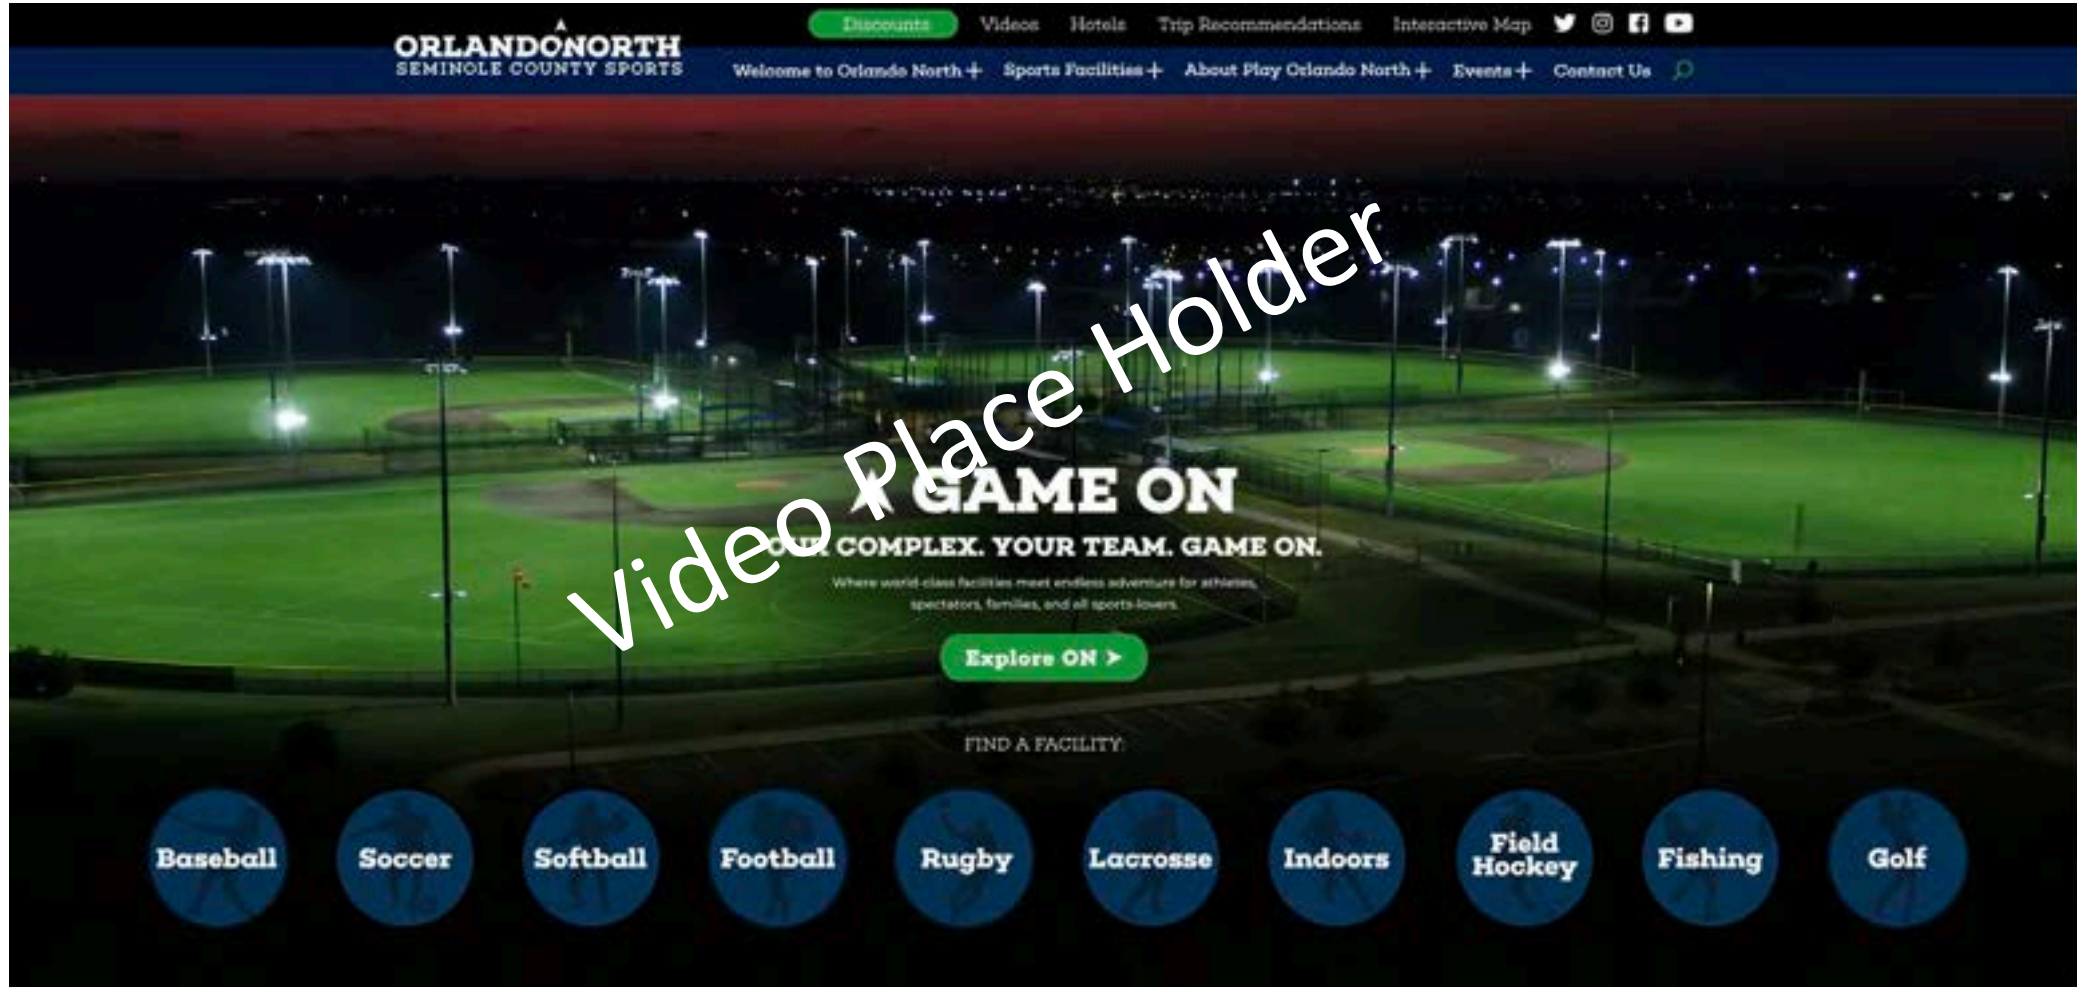 Discounts Videos Hotels Trip Recommendations Interactive Map
ORLANDONORTH
SEMINOLE COUNTY SPORTS
Welcome to Orlando North + Sports Facilities + About Play Orlando North + Events + Contact Us
Video Place Holder
GAME ON
OUR COMPLEX. YOUR TEAM. GAME ON.
Where world-class facilities meet endless adventure for athletes,
spectators, families, and all sports-lovers.
Explore ON ➤
FIND A FACILITY:
Baseball Soccer Softball Football Rugby Lacrosse Indoors Field Hockey Fishing Golf